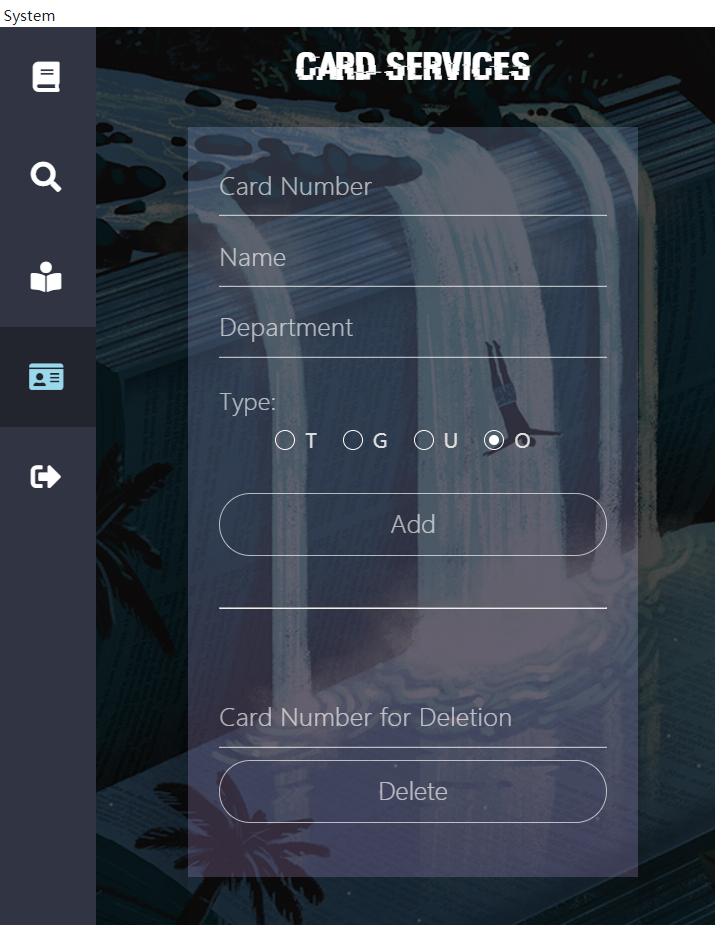 System
CARD SERVICES
Card Number
Name
Department
Type:
T G U O
Add
Card Number for Deletion
Delete